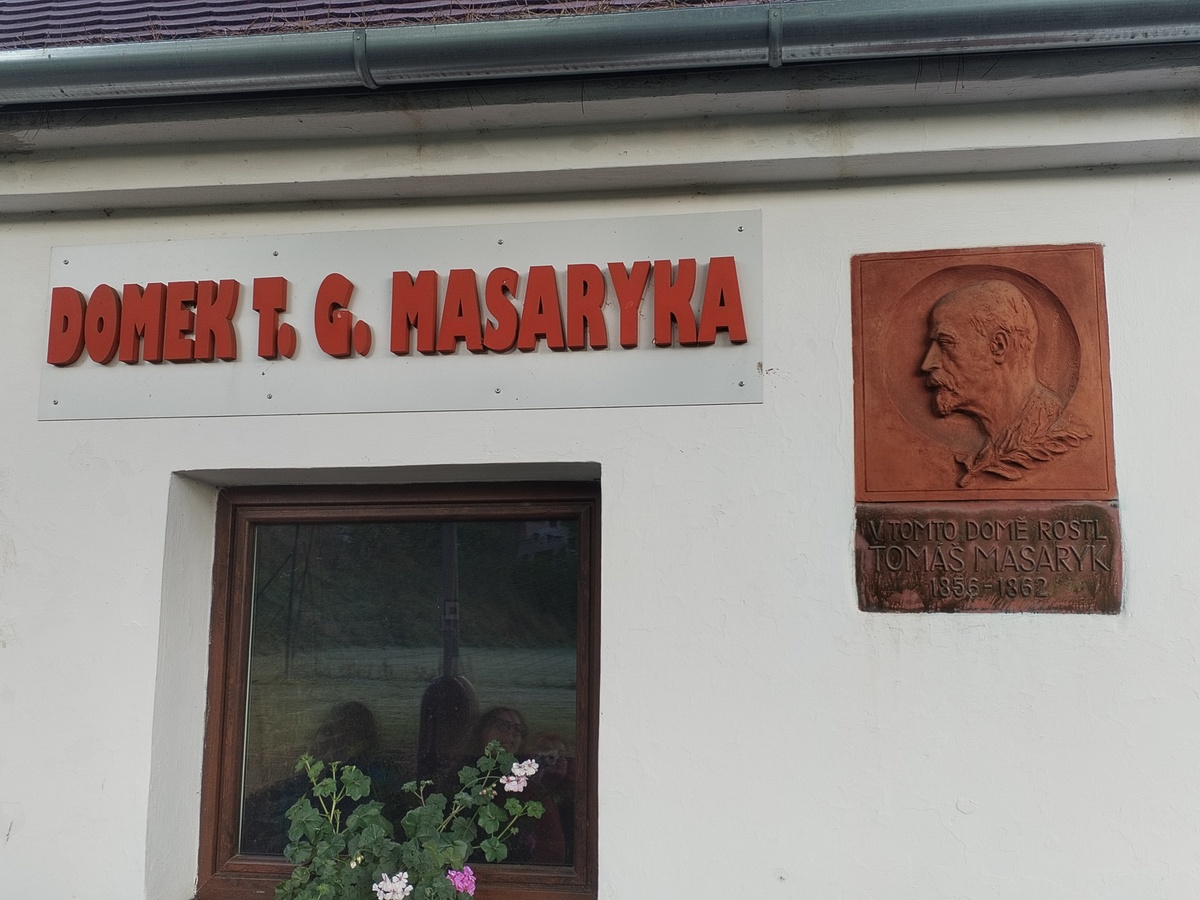 DOMEK T. G. MASARYKA
V TOMTO DOMĚ ROSTL
TOMÁŠ MASARYK
1856-1862